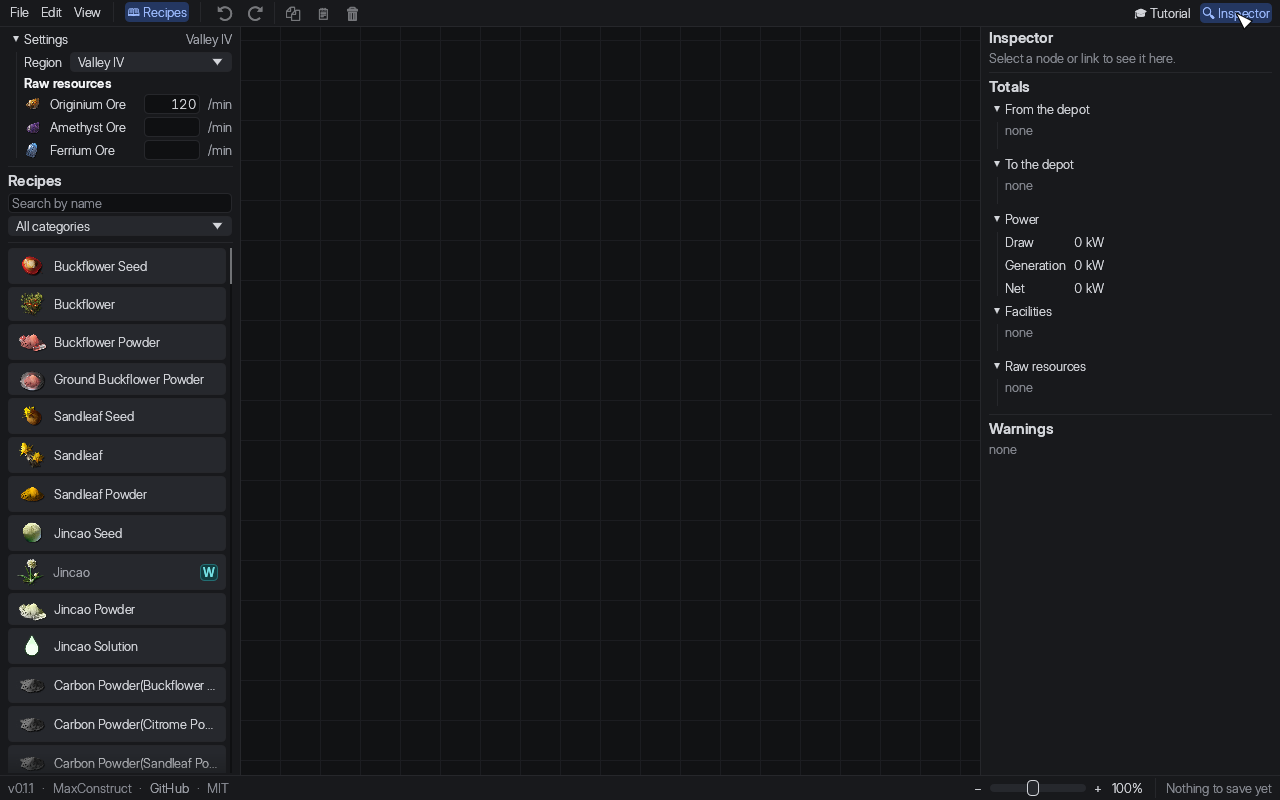 File Edit View Recipes Tutorial Inspector
Settings Valley IV
Region Valley IV
Raw resources
Originium Ore 120 /min
Amethyst Ore /min
Ferrium Ore /min
Recipes
Search by name
All categories
Buckflower Seed
Buckflower
Buckflower Powder
Ground Buckflower Powder
Sandleaf Seed
Sandleaf
Sandleaf Powder
Jincao Seed
Jincao W
Jincao Powder
Jincao Solution
Carbon Powder(Buckflower ...
Carbon Powder(Citrome Po...
Carbon Powder(Sandleaf Po...
Inspector
Select a node or link to see it here.
Totals
From the depot
none
To the depot
none
Power
Draw 0 kW
Generation 0 kW
Net 0 kW
Facilities
none
Raw resources
none
Warnings
none
v0.1.1 · MaxConstruct · GitHub · MIT
− + 100% Nothing to save yet